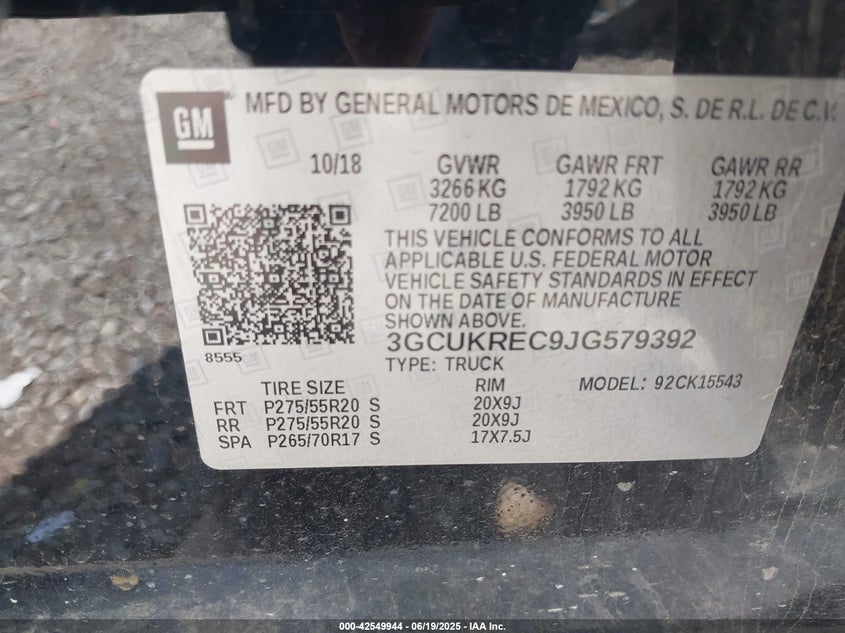 GM MFD BY GENERAL MOTORS DE MEXICO, S. DE R.L. DE C.V.
10/18 GVWR GAWR FRT GAWR RR
3266 KG 1792 KG 1792 KG
7200 LB 3950 LB 3950 LB
THIS VEHICLE CONFORMS TO ALL
APPLICABLE U.S. FEDERAL MOTOR
VEHICLE SAFETY STANDARDS IN EFFECT
ON THE DATE OF MANUFACTURE
SHOWN ABOVE.
3GCUKREC9JG579392
8555
TYPE: TRUCK
TIRE SIZE RIM MODEL: 92CK15543
FRT P275/55R20 S 20X9J
RR P275/55R20 S 20X9J
SPA P265/70R17 S 17X7.5J
000-42549944 - 06/19/2025 - IAA Inc.